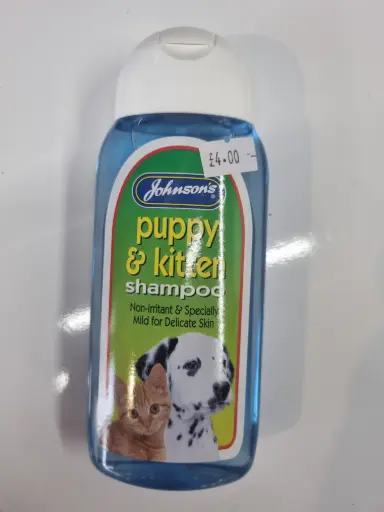 £4.00
Johnson's®
puppy
& kitten
shampoo
Non-irritant & Specially
Mild for Delicate Skin